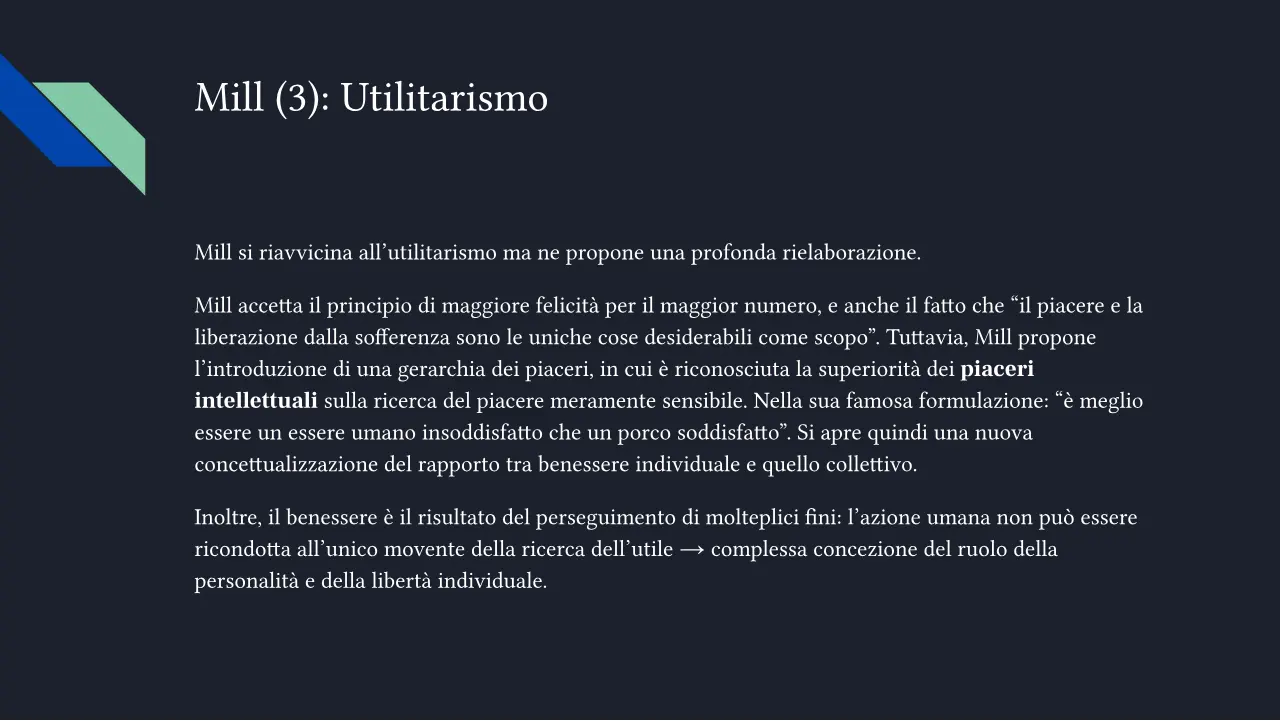 Mill (3): Utilitarismo
Mill si riavvicina all’utilitarismo ma ne propone una profonda rielaborazione.
Mill accetta il principio di maggiore felicità per il maggior numero, e anche il fatto che “il piacere e la
liberazione dalla sofferenza sono le uniche cose desiderabili come scopo”. Tuttavia, Mill propone
l’introduzione di una gerarchia dei piaceri, in cui è riconosciuta la superiorità dei piaceri
intellettuali sulla ricerca del piacere meramente sensibile. Nella sua famosa formulazione: “è meglio
essere un essere umano insoddisfatto che un porco soddisfatto”. Si apre quindi una nuova
concettualizzazione del rapporto tra benessere individuale e quello collettivo.
Inoltre, il benessere è il risultato del perseguimento di molteplici fini: l’azione umana non può essere
ricondotta all’unico movente della ricerca dell’utile → complessa concezione del ruolo della
personalità e della libertà individuale.